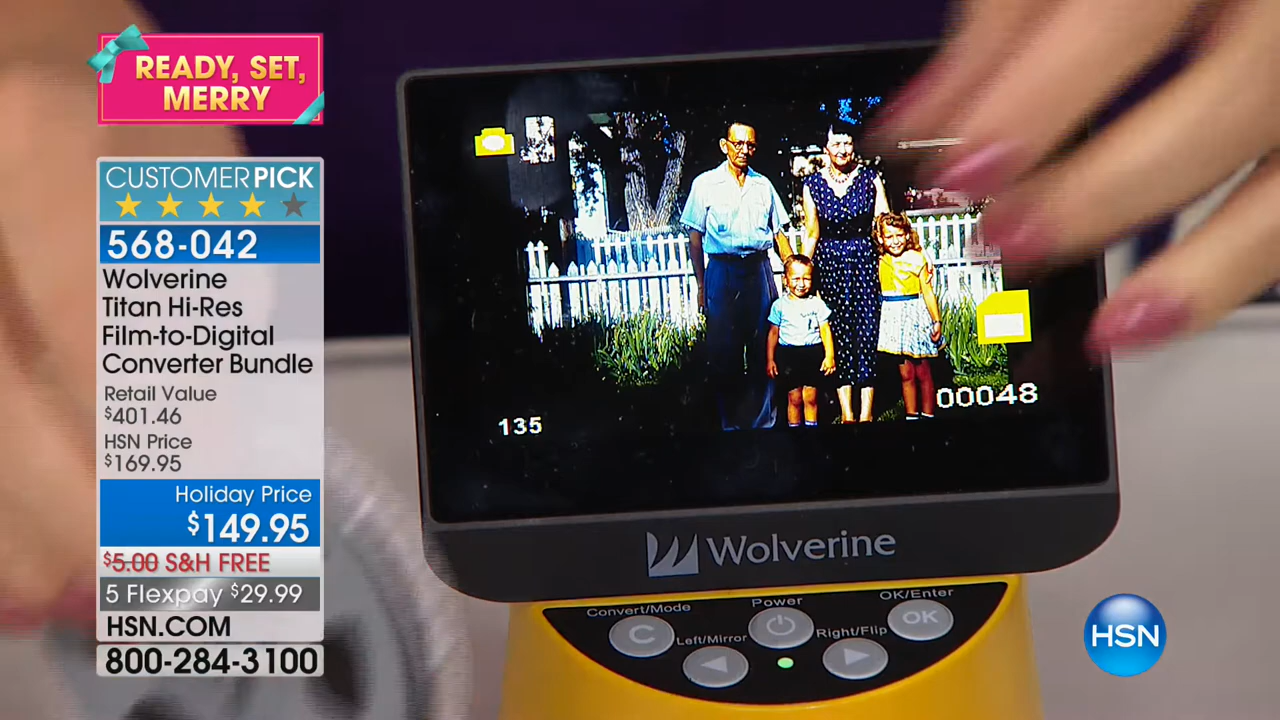 READY, SET,
MERRY
CUSTOMER PICK
568-042
Wolverine
Titan Hi-Res
Film-to-Digital
Converter Bundle
Retail Value
$401.46
HSN Price
$169.95
Holiday Price
$149.95
$5.00 S&H FREE
5 Flexpay $29.99
HSN.COM
800-284-3100
135
00048
Wolverine
Convert/Mode
Power
OK/Enter
C
OK
Left/Mirror
Right/Flip
HSN